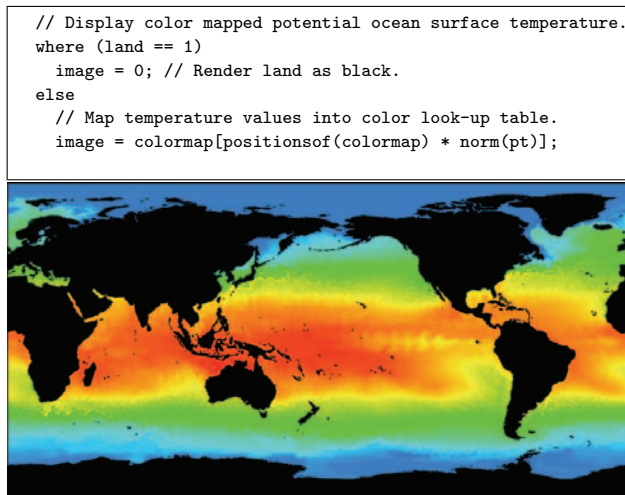 // Display color mapped potential ocean surface temperature.
where (land == 1)
image = 0; // Render land as black.
else
// Map temperature values into color look-up table.
image = colormap[positionsof(colormap) * norm(pt)];